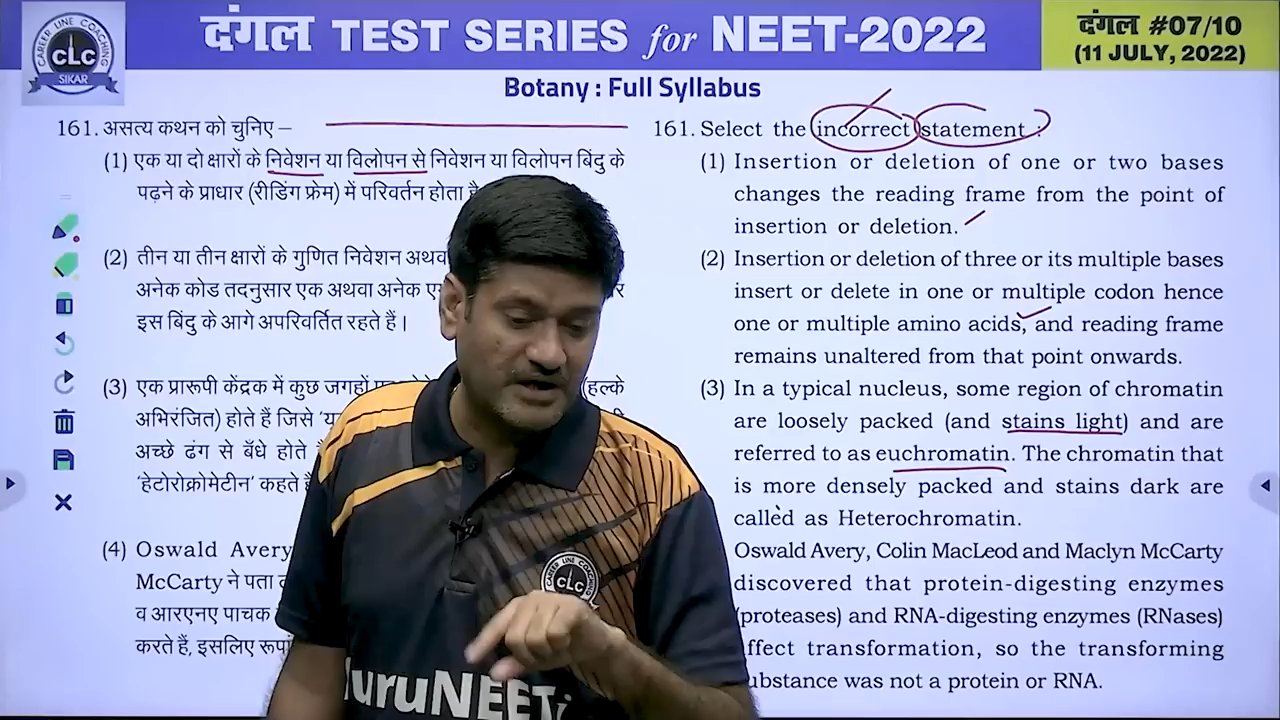 CAREER LINE COACHING
CLC
SIKAR
दंगल TEST SERIES for NEET-2022
दंगल #07/10
(11 JULY, 2022)
Botany : Full Syllabus
161. असत्य कथन को चुनिए –
(1) एक या दो क्षारों के निवेशन या विलोपन से निवेशन या विलोपन बिंदु के
पढ़ने के प्राधार (रीडिंग फ्रेम) में परिवर्तन होता
(2) तीन या तीन क्षारों के गुणित निवेशन
अनेक कोड तदनुसार एक अथवा अनेक
इस बिंदु के आगे अपरिवर्तित रहते हैं।
(3) एक प्रारूपी केंद्रक में कुछ जगहों (हल्के
अभिरंजित) होते हैं जिसे
अच्छे ढंग से बँधे होते
'हेटोरोक्रोमेटीन' कहते
(4) Oswald Avery
McCarty ने पता
व आरएनए पाचक
करते हैं, इसलिए
161. Select the incorrect statement :
(1) Insertion or deletion of one or two bases
changes the reading frame from the point of
insertion or deletion.
(2) Insertion or deletion of three or its multiple bases
insert or delete in one or multiple codon hence
one or multiple amino acids, and reading frame
remains unaltered from that point onwards.
(3) In a typical nucleus, some region of chromatin
are loosely packed (and stains light) and are
referred to as euchromatin. The chromatin that
is more densely packed and stains dark are
called as Heterochromatin.
Oswald Avery, Colin MacLeod and Maclyn McCarty
discovered that protein-digesting enzymes
(proteases) and RNA-digesting enzymes (RNases)
affect transformation, so the transforming
substance was not a protein or RNA.
CAREER LINE COACHING
CLC
GuruNEETi